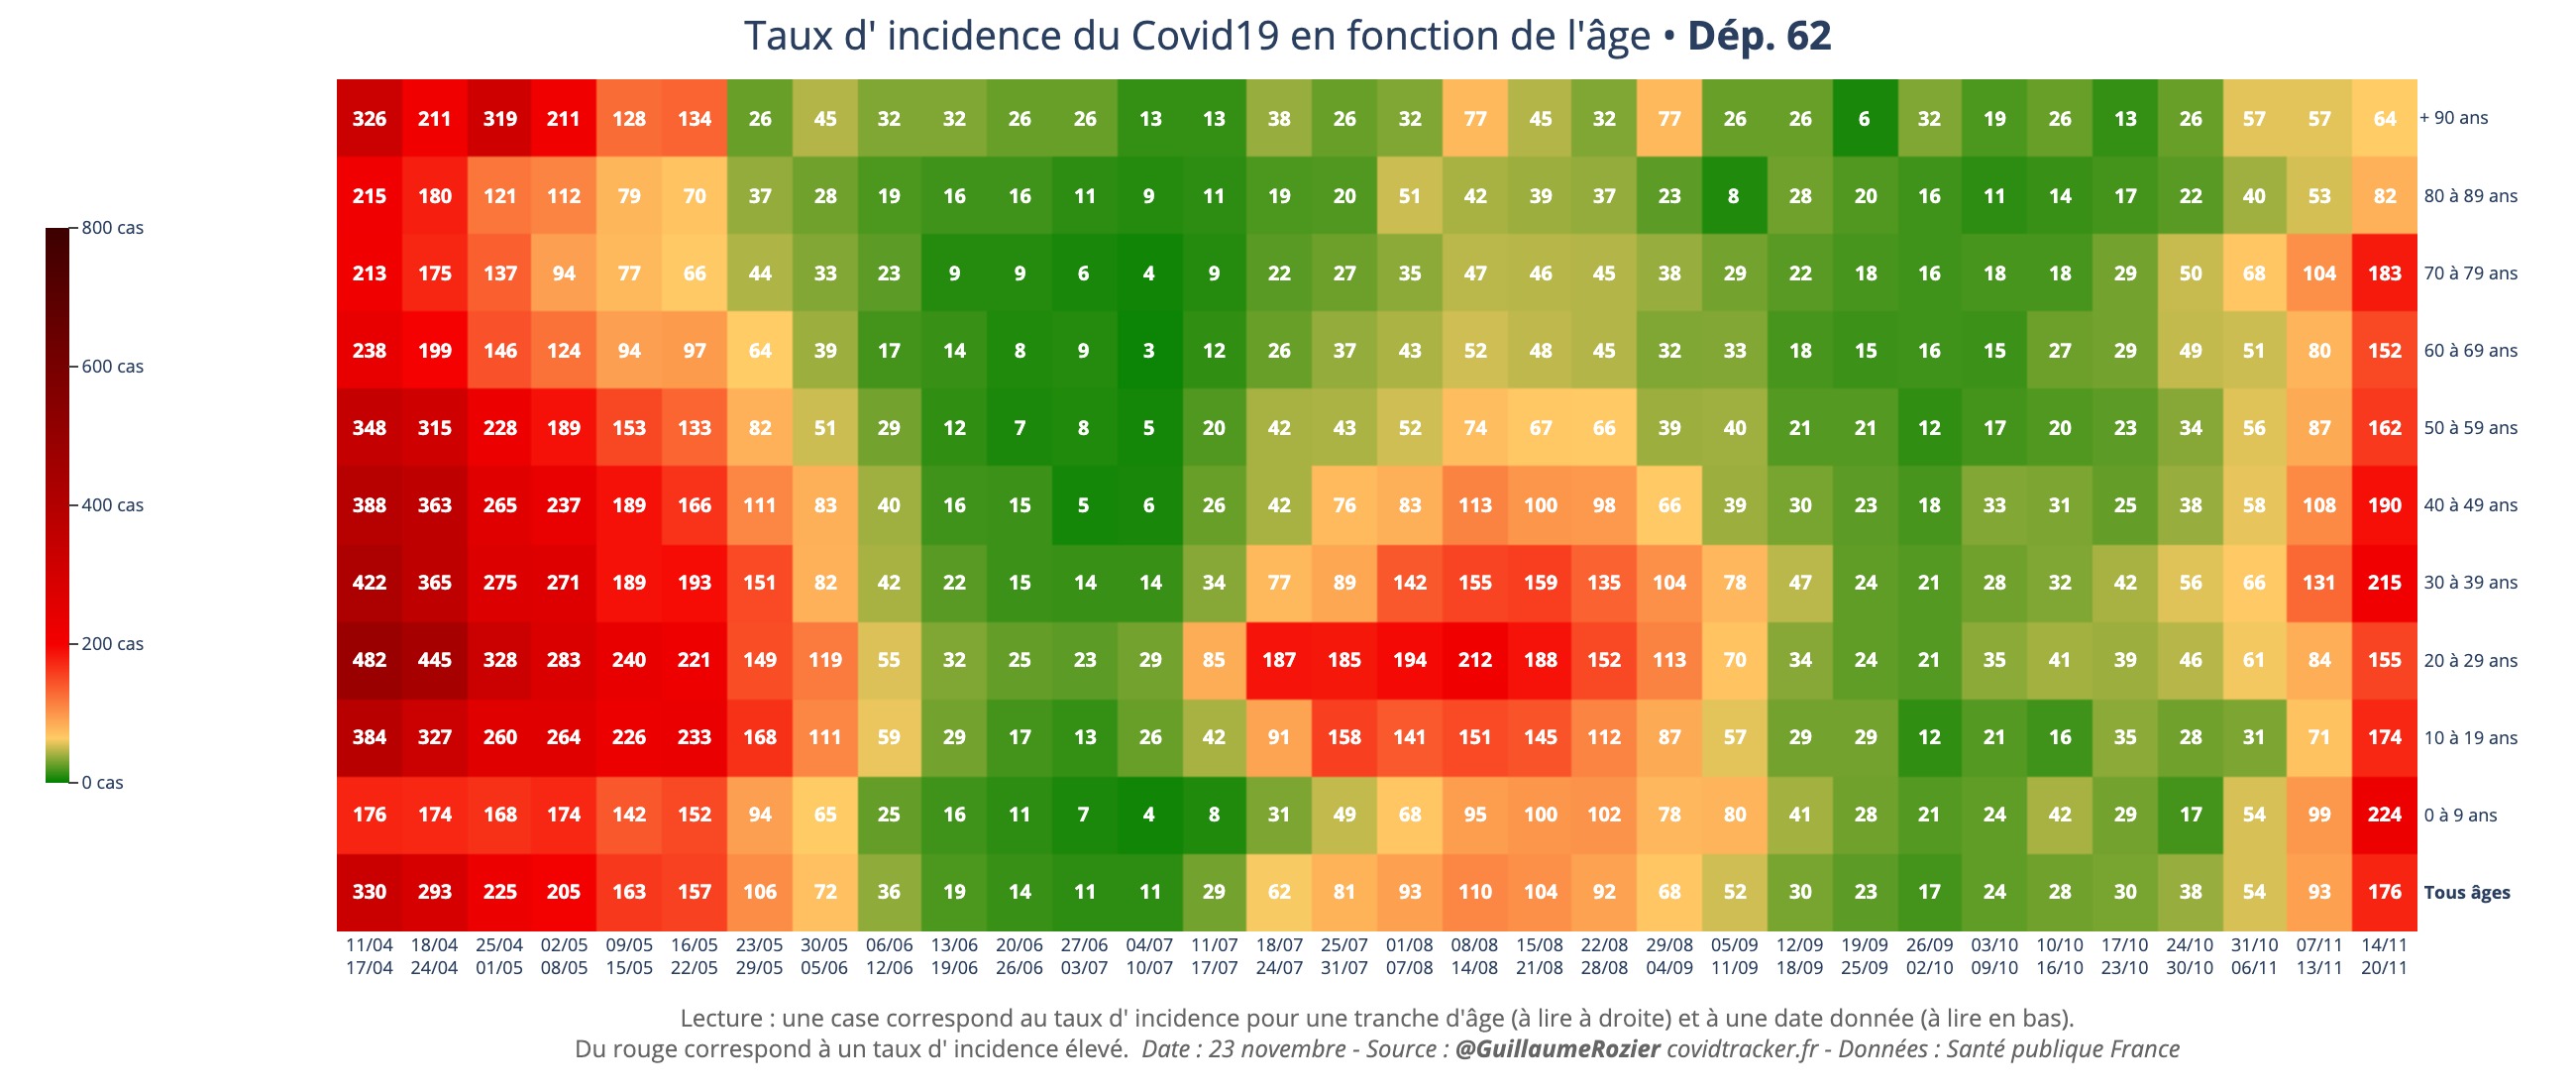 Taux d' incidence du Covid19 en fonction de l'âge • Dép. 62
800 cas
600 cas
400 cas
200 cas
0 cas
326 211 319 211 128 134 26 45 32 32 26 26 13 13 38 26 32 77 45 32 77 26 26 6 32 19 26 13 26 57 57 64 + 90 ans
215 180 121 112 79 70 37 28 19 16 16 11 9 11 19 20 51 42 39 37 23 8 28 20 16 11 14 17 22 40 53 82 80 à 89 ans
213 175 137 94 77 66 44 33 23 9 9 6 4 9 22 27 35 47 46 45 38 29 22 18 16 18 18 29 50 68 104 183 70 à 79 ans
238 199 146 124 94 97 64 39 17 14 8 9 3 12 26 37 43 52 48 45 32 33 18 15 16 15 27 29 49 51 80 152 60 à 69 ans
348 315 228 189 153 133 82 51 29 12 7 8 5 20 42 43 52 74 67 66 39 40 21 21 12 17 20 23 34 56 87 162 50 à 59 ans
388 363 265 237 189 166 111 83 40 16 15 5 6 26 42 76 83 113 100 98 66 39 30 23 18 33 31 25 38 58 108 190 40 à 49 ans
422 365 275 271 189 193 151 82 42 22 15 14 14 34 77 89 142 155 159 135 104 78 47 24 21 28 32 42 56 66 131 215 30 à 39 ans
482 445 328 283 240 221 149 119 55 32 25 23 29 85 187 185 194 212 188 152 113 70 34 24 21 35 41 39 46 61 84 155 20 à 29 ans
384 327 260 264 226 233 168 111 59 29 17 13 26 42 91 158 141 151 145 112 87 57 29 29 12 21 16 35 28 31 71 174 10 à 19 ans
176 174 168 174 142 152 94 65 25 16 11 7 4 8 31 49 68 95 100 102 78 80 41 28 21 24 42 29 17 54 99 224 0 à 9 ans
330 293 225 205 163 157 106 72 36 19 14 11 11 29 62 81 93 110 104 92 68 52 30 23 17 24 28 30 38 54 93 176 Tous âges
11/04 18/04 25/04 02/05 09/05 16/05 23/05 30/05 06/06 13/06 20/06 27/06 04/07 11/07 18/07 25/07 01/08 08/08 15/08 22/08 29/08 05/09 12/09 19/09 26/09 03/10 10/10 17/10 24/10 31/10 07/11 14/11
17/04 24/04 01/05 08/05 15/05 22/05 29/05 05/06 12/06 19/06 26/06 03/07 10/07 17/07 24/07 31/07 07/08 14/08 21/08 28/08 04/09 11/09 18/09 25/09 02/10 09/10 16/10 23/10 30/10 06/11 13/11 20/11
Lecture : une case correspond au taux d' incidence pour une tranche d'âge (à lire à droite) et à une date donnée (à lire en bas).
Du rouge correspond à un taux d' incidence élevé. Date : 23 novembre - Source : @GuillaumeRozier covidtracker.fr - Données : Santé publique France